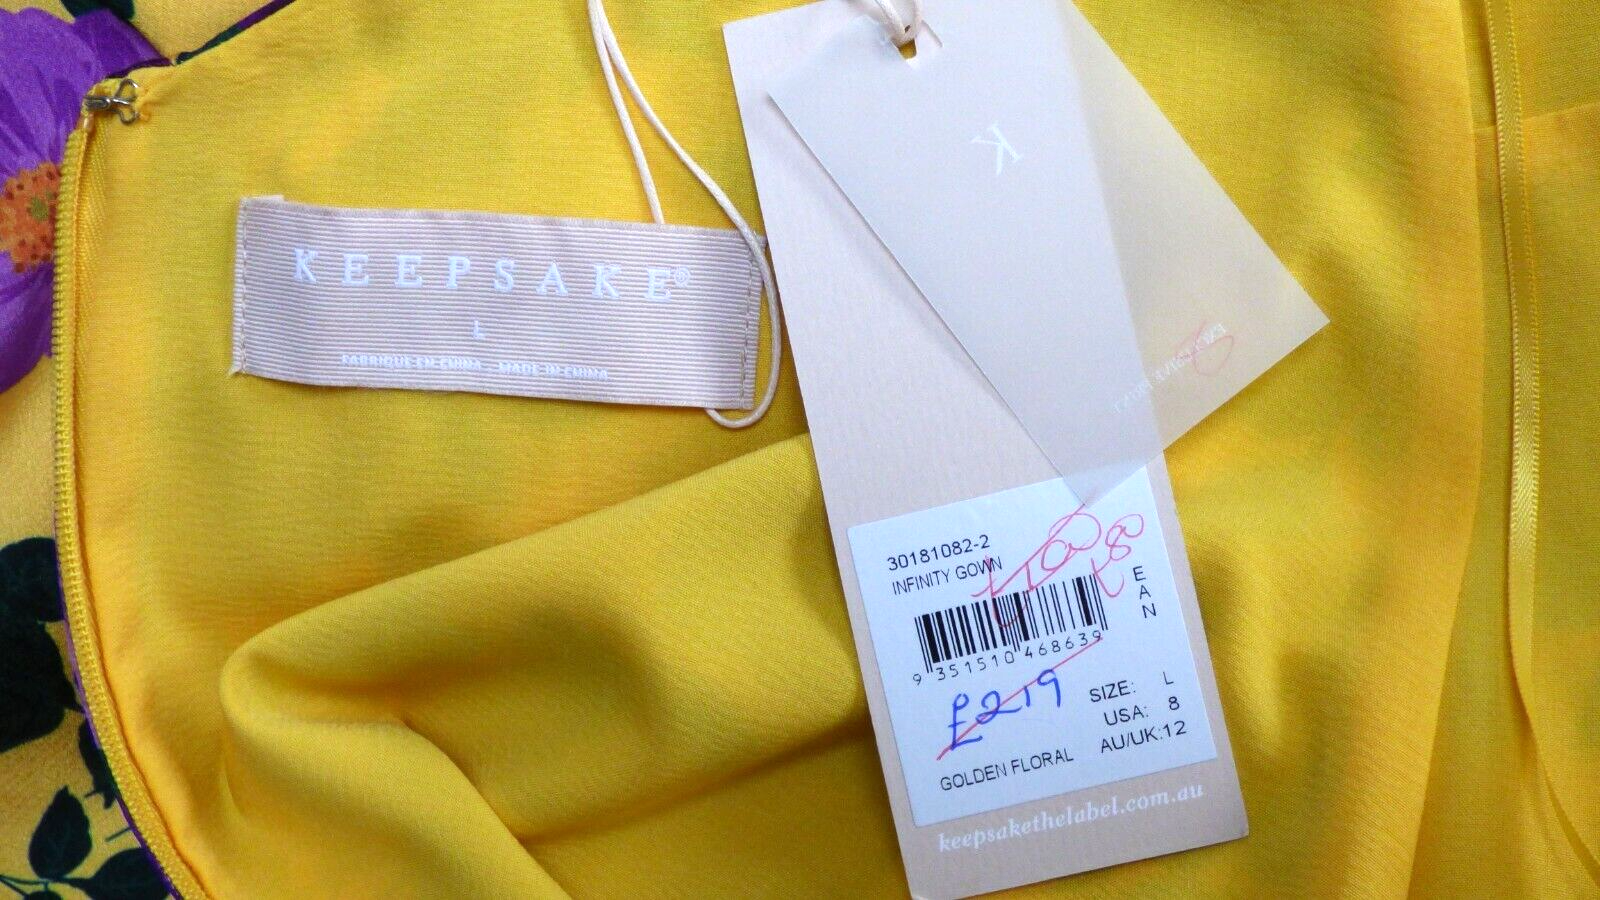 KEEPSAKE®
L
FABRIQUE EN CHINA . MADE IN CHINA
K
30181082-2
INFINITY GOWN
EAN
9 351510 468639
£219
SIZE: L
USA: 8
AU/UK:12
GOLDEN FLORAL
keepsakethelabel.com.au